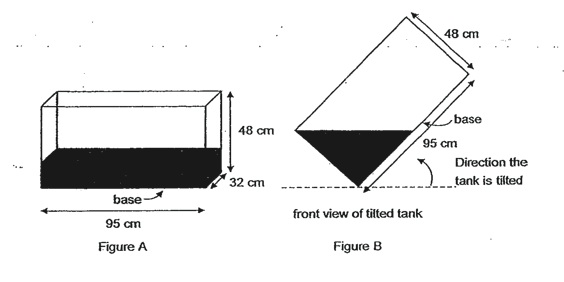 48 cm
base
95 cm
Direction the
tank is tilted
48 cm
32 cm
base
95 cm
front view of tilted tank
Figure A
Figure B